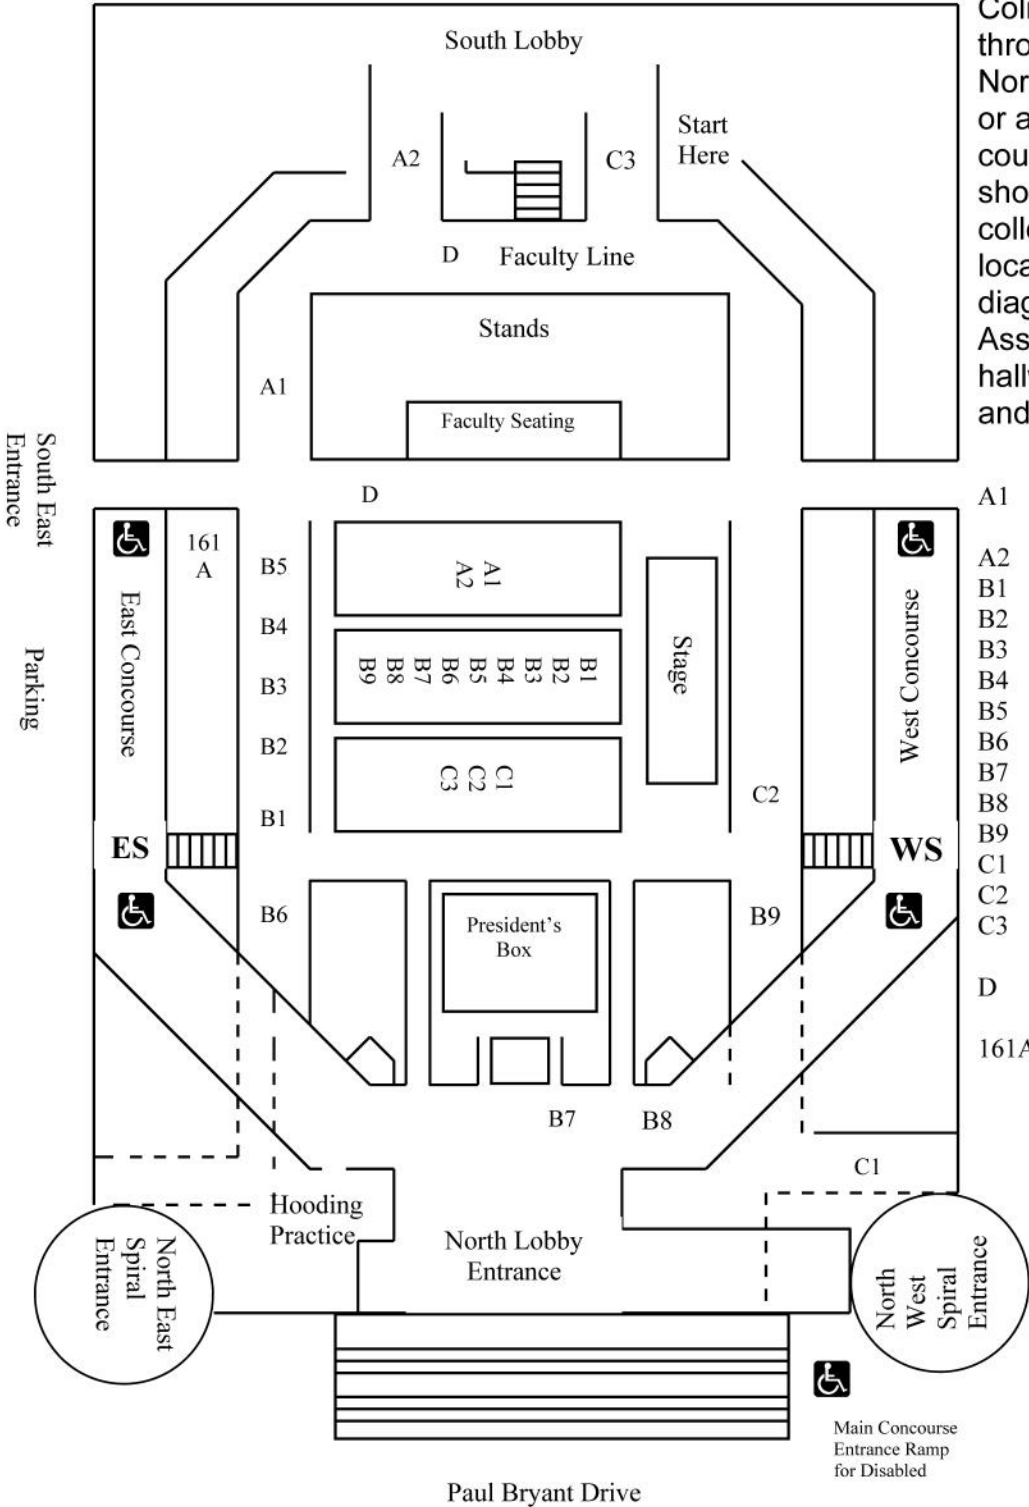 South Lobby
A2
C3
Start
Here
D
Faculty Line
Stands
A1
Faculty Seating
South East
Entrance
D
161
A
B5
A1
A2
B4
East Concourse
Stage
West Concourse
Parking
B3
B9
B8
B7
B6
B5
B4
B3
B2
B1
B2
C3
C2
C1
C2
B1
ES
WS
B6
President's
Box
B9
B7
B8
C1
Hooding
Practice
North Lobby
Entrance
North East
Spiral
Entrance
North
West
Spiral
Entrance
Main Concourse
Entrance Ramp
for Disabled
Paul Bryant Drive
or a
and
A1
A2
B1
B2
B3
B4
B5
B6
B7
B8
B9
C1
C2
C3
D
161A